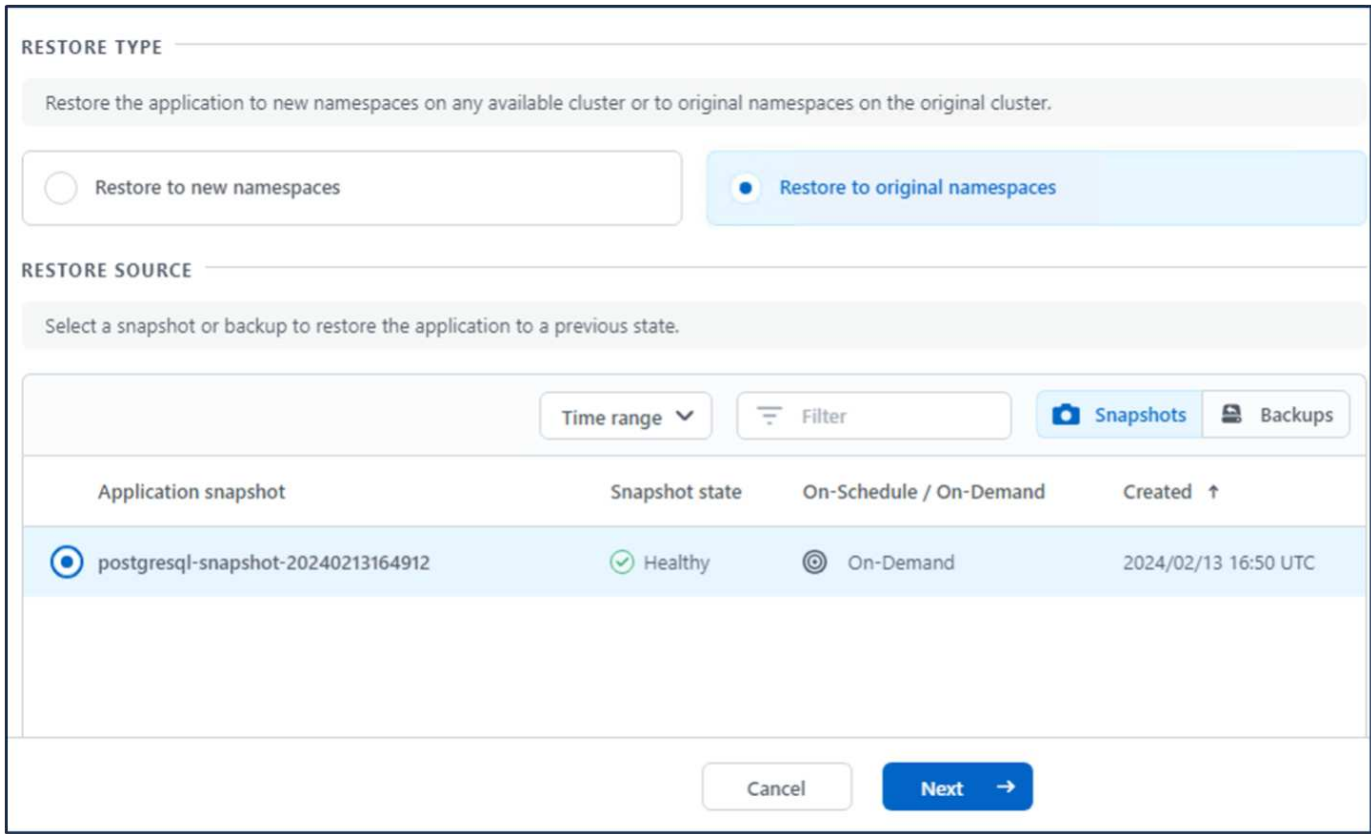 RESTORE TYPE
Restore the application to new namespaces on any available cluster or to original namespaces on the original cluster.
Restore to new namespaces
Restore to original namespaces
RESTORE SOURCE
Select a snapshot or backup to restore the application to a previous state.
Time range Filter Snapshots Backups
Application snapshot Snapshot state On-Schedule / On-Demand Created ↑
postgresql-snapshot-20240213164912 Healthy On-Demand 2024/02/13 16:50 UTC
Cancel Next →